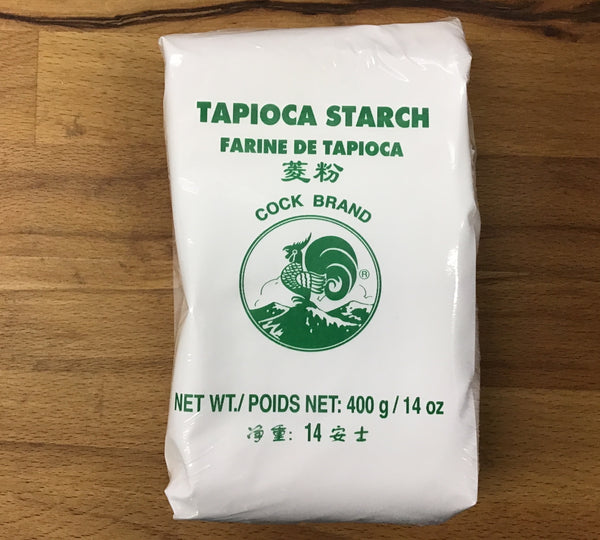 TAPIOCA STARCH
FARINE DE TAPIOCA
菱粉
COCK BRAND
®
NET WT./ POIDS NET: 400 g / 14 oz
净重: 14 安士